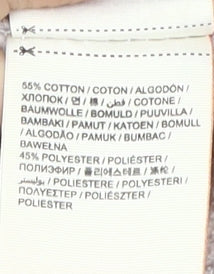 55% COTTON / COTON / ALGODÓN /
ХЛОПОК / 면 / 棉 / قطن / COTONE /
BAUMWOLLE / BOMULD / PUUVILLA /
BAMBAKI / PAMUT / KATOEN / BOMULL
/ ALGODÃO / PAMUK / BUMBAC /
BAWEŁNA
45% POLYESTER / POLIÉSTER /
ПОЛИЭФИР / 폴리에스테르 / 涤纶 /
بوليستر / POLIESTERE / POLYESTERI /
ΠΟΛΥΕΣΤΕΡ / POLIÉSZTER /
POLIESTER